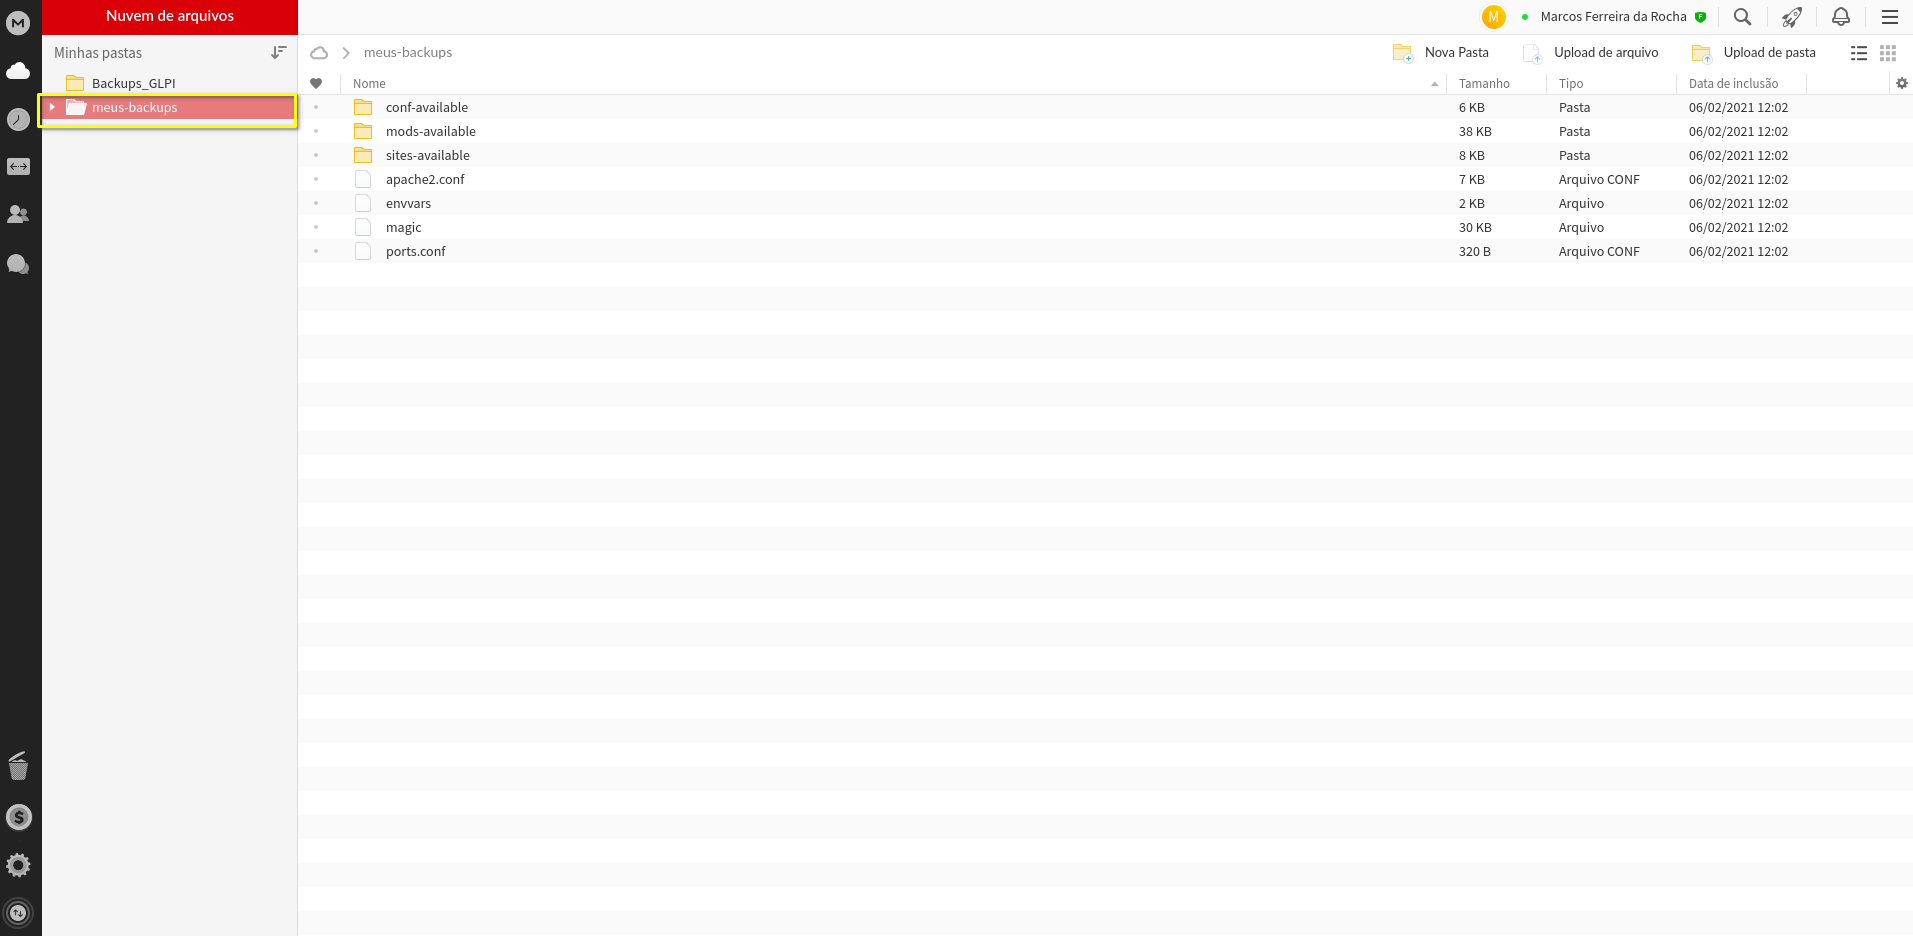 Nuvem de arquivos
M
Marcos Ferreira da Rocha
Minhas pastas
meus-backups
Nova Pasta
Upload de arquivo
Upload de pasta
Backups_GLPI
meus-backups
Nome Tamanho Tipo Data de inclusão
conf-available 6 KB Pasta 06/02/2021 12:02
mods-available 38 KB Pasta 06/02/2021 12:02
sites-available 8 KB Pasta 06/02/2021 12:02
apache2.conf 7 KB Arquivo CONF 06/02/2021 12:02
envvars 2 KB Arquivo 06/02/2021 12:02
magic 30 KB Arquivo 06/02/2021 12:02
ports.conf 320 B Arquivo CONF 06/02/2021 12:02